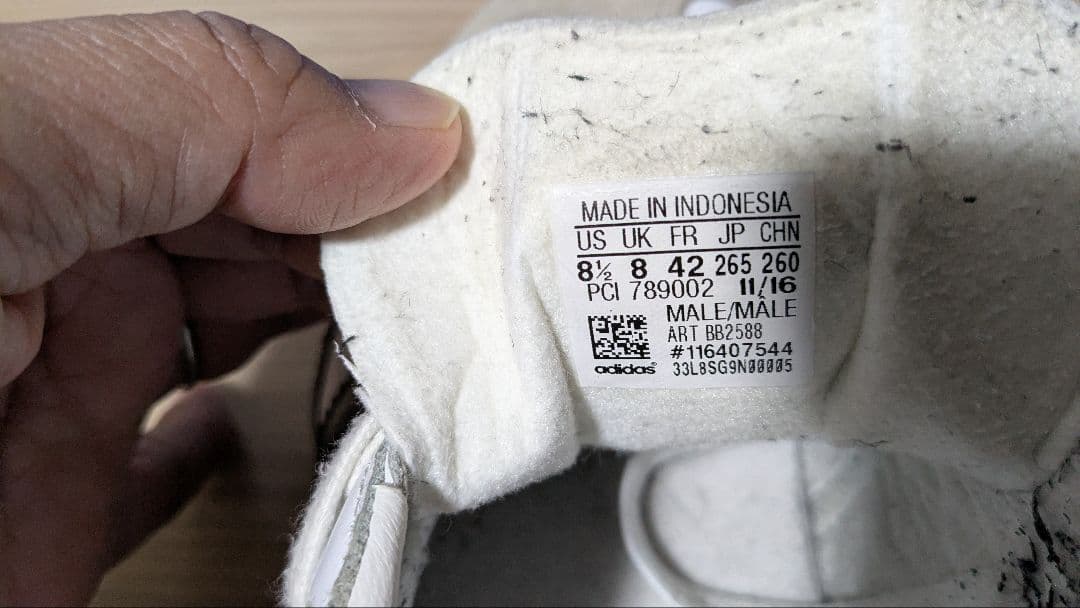 MADE IN INDONESIA
US UK FR JP CHN
8½ 8 42 265 260
PCI 789002 11/16
MALE/MÂLE
ART BB2588
#116407544
adidas® 33L8SG9N00005